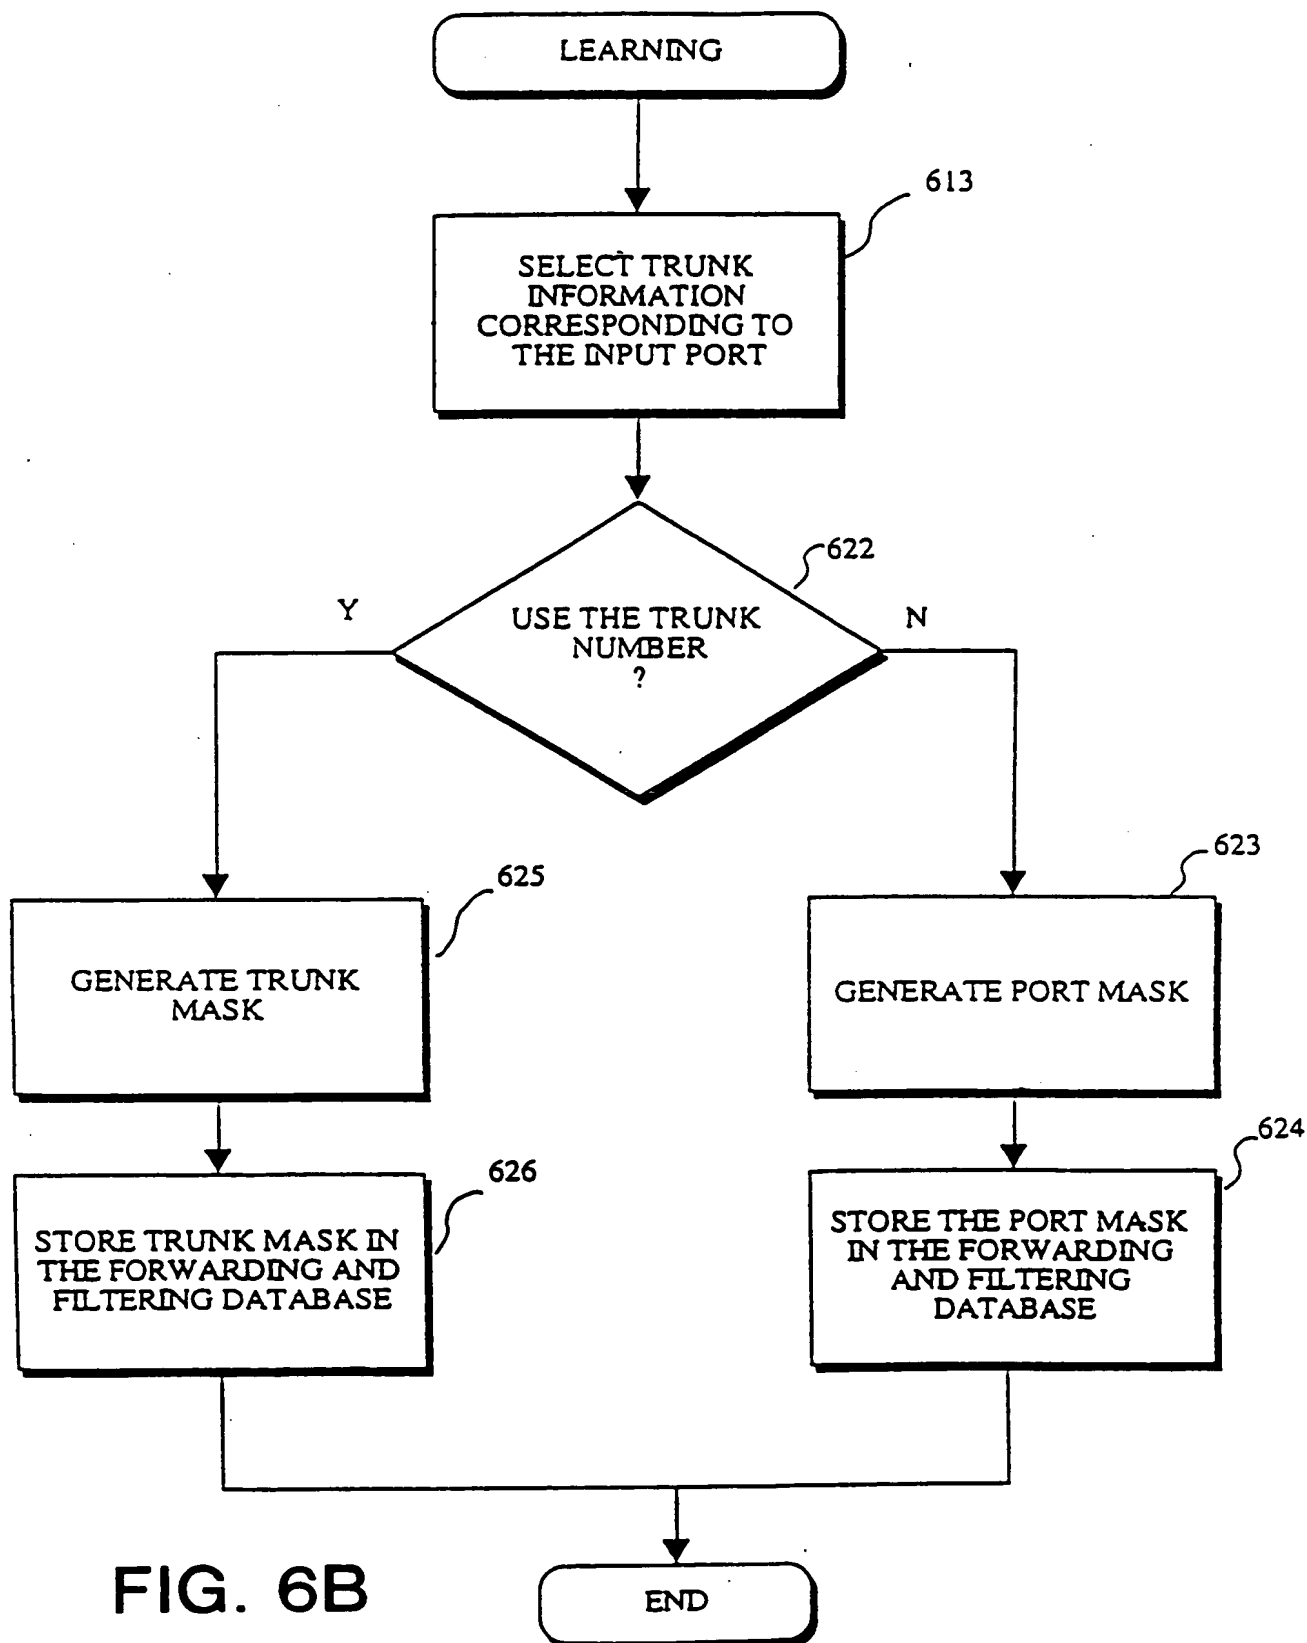 LEARNING
613
SELECT TRUNK
INFORMATION
CORRESPONDING TO
THE INPUT PORT
622
Y
USE THE TRUNK
NUMBER
?
N
625
623
GENERATE TRUNK
MASK
GENERATE PORT MASK
626
624
STORE TRUNK MASK IN
THE FORWARDING AND
FILTERING DATABASE
STORE THE PORT MASK
IN THE FORWARDING
AND FILTERING
DATABASE
FIG. 6B
END